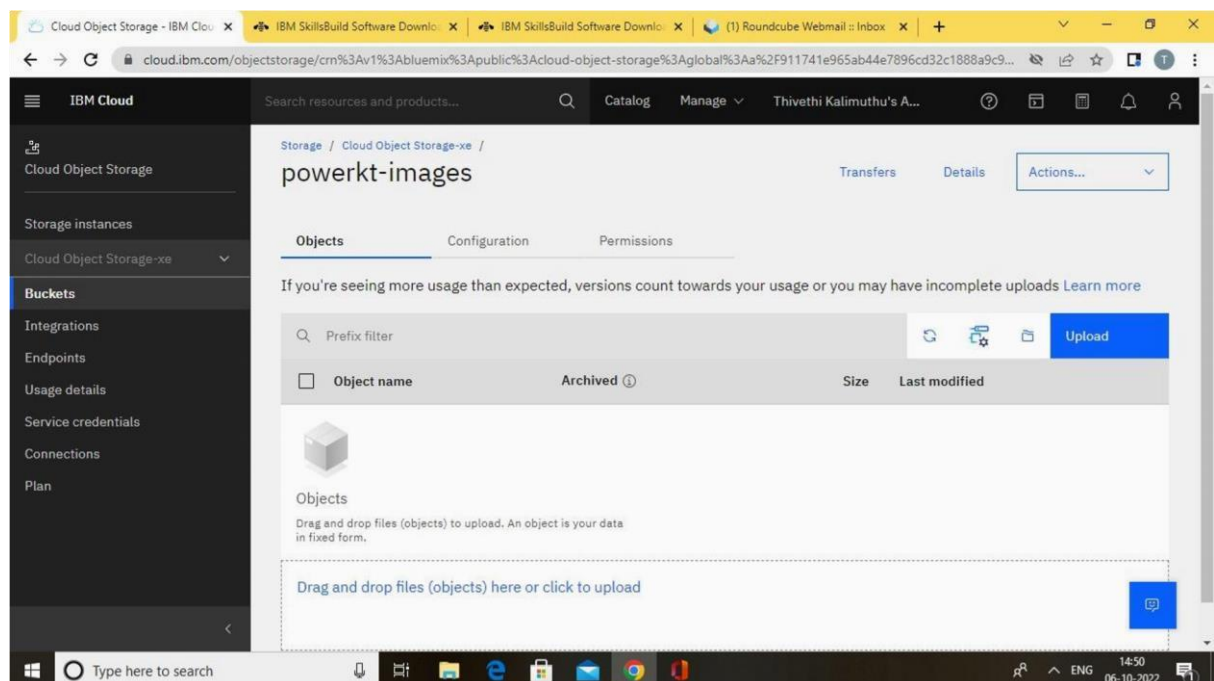 Cloud Object Storage - IBM Clou
IBM SkillsBuild Software Downlo
IBM SkillsBuild Software Downlo
(1) Roundcube Webmail :: Inbox
cloud.ibm.com/objectstorage/crn%3Av1%3Abluemix%3Apublic%3Acloud-object-storage%3Aglobal%3Aa%2F911741e965ab44e7896cd32c1888a9c9...
T
IBM Cloud
Search resources and products...
Catalog
Manage
Thivethi Kalimuthu's A...
Cloud Object Storage
Storage instances
Cloud Object Storage-xe
Buckets
Integrations
Endpoints
Usage details
Service credentials
Connections
Plan
Storage / Cloud Object Storage-xe /
powerkt-images
Transfers
Details
Actions...
Objects
Configuration
Permissions
If you're seeing more usage than expected, versions count towards your usage or you may have incomplete uploads Learn more
Prefix filter
Upload
Object name
Archived
Size
Last modified
Objects
Drag and drop files (objects) to upload. An object is your data
in fixed form.
Drag and drop files (objects) here or click to upload
Type here to search
ENG
14:50
06-10-2022